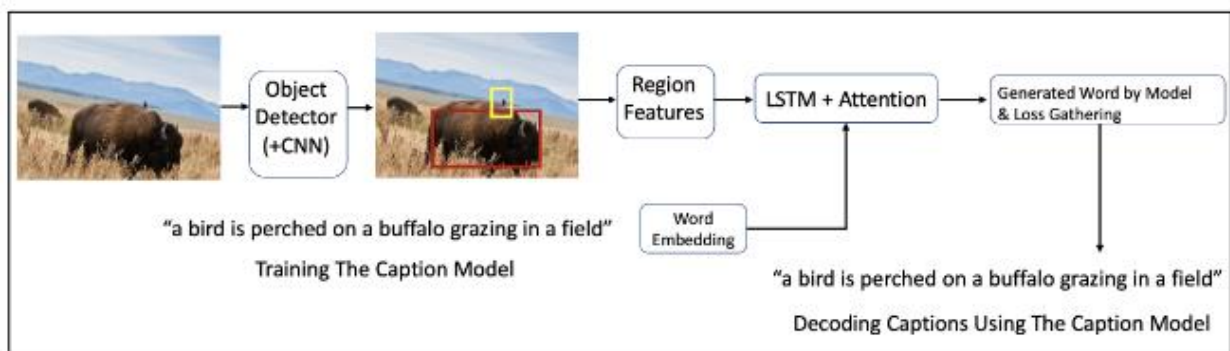 Object
Detector
(+CNN)
Region
Features
LSTM + Attention
Generated Word by Model
& Loss Gathering
Word
Embedding
“a bird is perched on a buffalo grazing in a field”
Training The Caption Model
“a bird is perched on a buffalo grazing in a field”
Decoding Captions Using The Caption Model